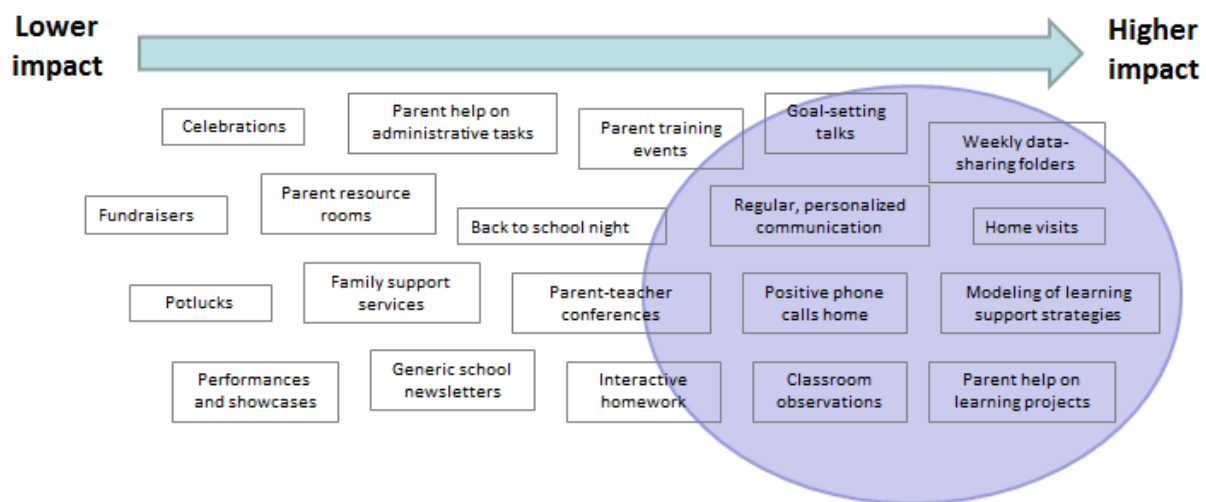 Lower
impact
Higher
impact
Celebrations
Parent help on
administrative tasks
Parent training
events
Goal-setting
talks
Weekly data-
sharing folders
Fundraisers
Parent resource
rooms
Back to school night
Regular, personalized
communication
Home visits
Potlucks
Family support
services
Parent-teacher
conferences
Positive phone
calls home
Modeling of learning
support strategies
Performances
and showcases
Generic school
newsletters
Interactive
homework
Classroom
observations
Parent help on
learning projects